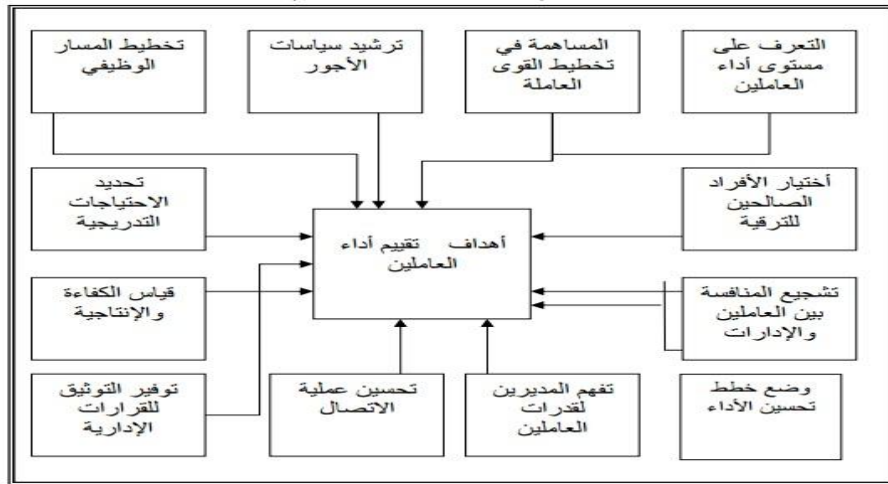 التعرف على
مستوى أداء
العاملين
المساهمة في
تخطيط القوى
العاملة
ترشيد سياسات
الأجور
تخطيط المسار
الوظيفي
أختيار الأفراد
الصالحين
للترقية
أهداف تقييم أداء
العاملين
تحديد
الاحتياجات
التدريجية
تشجيع المنافسة
بين العاملين
والإدارات
قياس الكفاءة
والإنتاجية
وضع خطط
تحسين الأداء
تفهم المديرين
لقدرات
العاملين
تحسين عملية
الاتصال
توفير التوثيق
للقرارات
الإدارية